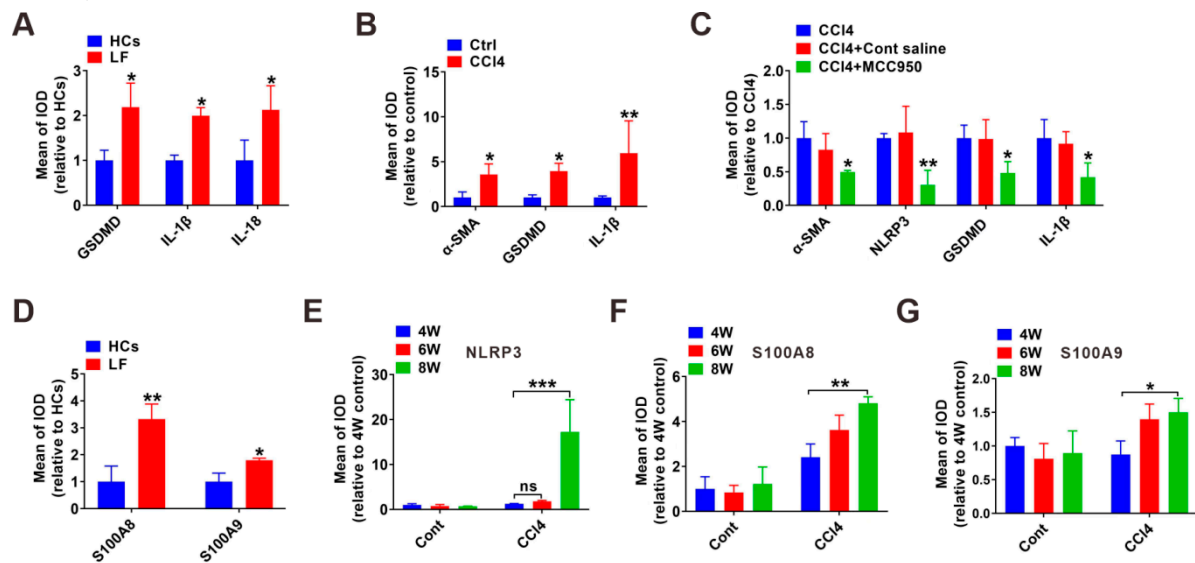 A
HCs
LF
Mean of IOD
(relative to HCs)
3
2
1
0
*
*
*
GSDMD
IL-1β
IL-18
B
Ctrl
CCl4
Mean of IOD
(relative to control)
15
10
5
0
*
*
**
α-SMA
GSDMD
IL-1β
C
CCl4
CCl4+Cont saline
CCl4+MCC950
Mean of IOD
(relative to CCl4)
2.0
1.5
1.0
0.5
0.0
*
**
*
*
α-SMA
NLRP3
GSDMD
IL-1β
D
HCs
LF
Mean of IOD
(relative to HCs)
5
4
3
2
1
0
**
*
S100A8
S100A9
E
4W
6W
8W
NLRP3
Mean of IOD
(relative to 4W control)
30
20
10
0
ns
***
Cont
CCl4
F
4W
6W
8W
S100A8
Mean of IOD
(relative to 4W control)
6
4
2
0
**
Cont
CCl4
G
4W
6W
8W
S100A9
Mean of IOD
(relative to 4W control)
2.0
1.5
1.0
0.5
0.0
*
Cont
CCl4